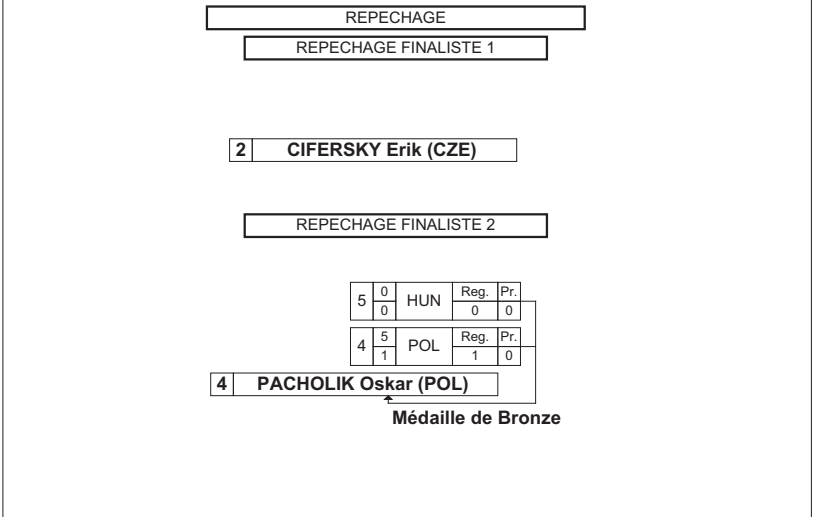 REPECHAGE
REPECHAGE FINALISTE 1
2 CIFERSKY Erik (CZE)
REPECHAGE FINALISTE 2
5 0 HUN Reg. Pr.
0 0 0
4 5 POL Reg. Pr.
1 1 0
4 PACHOLIK Oskar (POL)
Médaille de Bronze